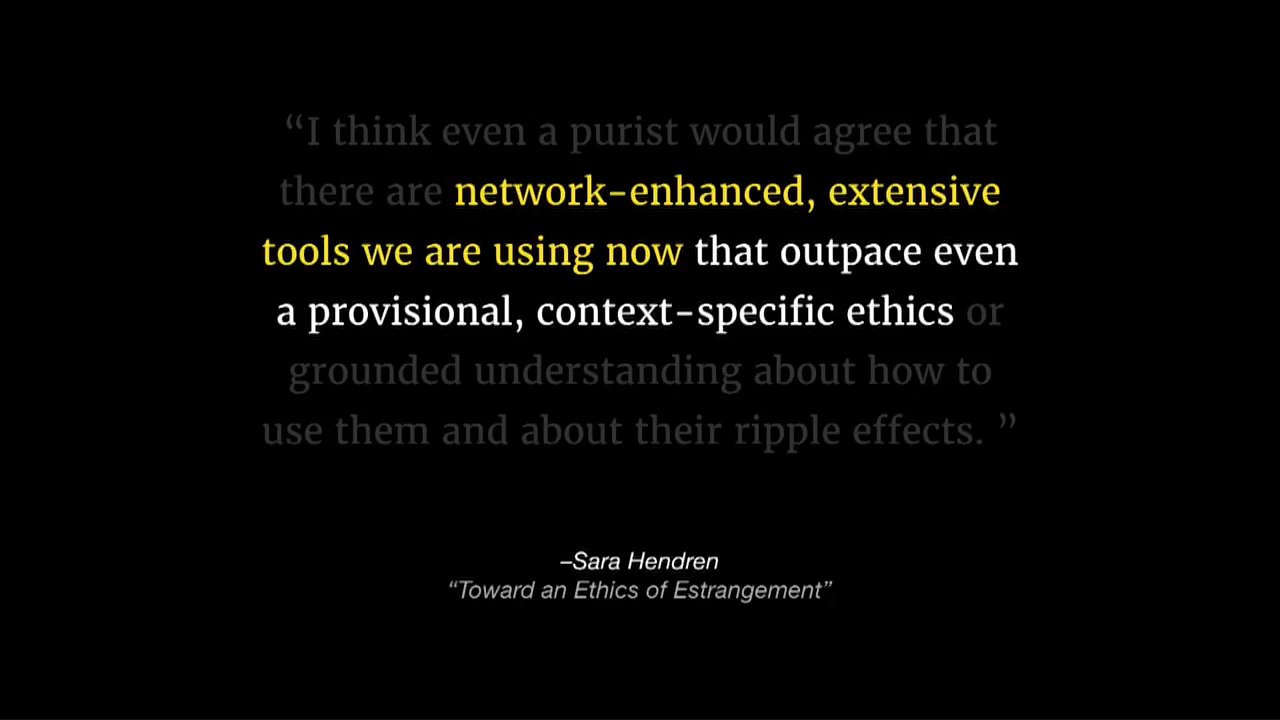 “I think even a purist would agree that
there are network-enhanced, extensive
tools we are using now that outpace even
a provisional, context-specific ethics or
grounded understanding about how to
use them and about their ripple effects. ”
–Sara Hendren
“Toward an Ethics of Estrangement”